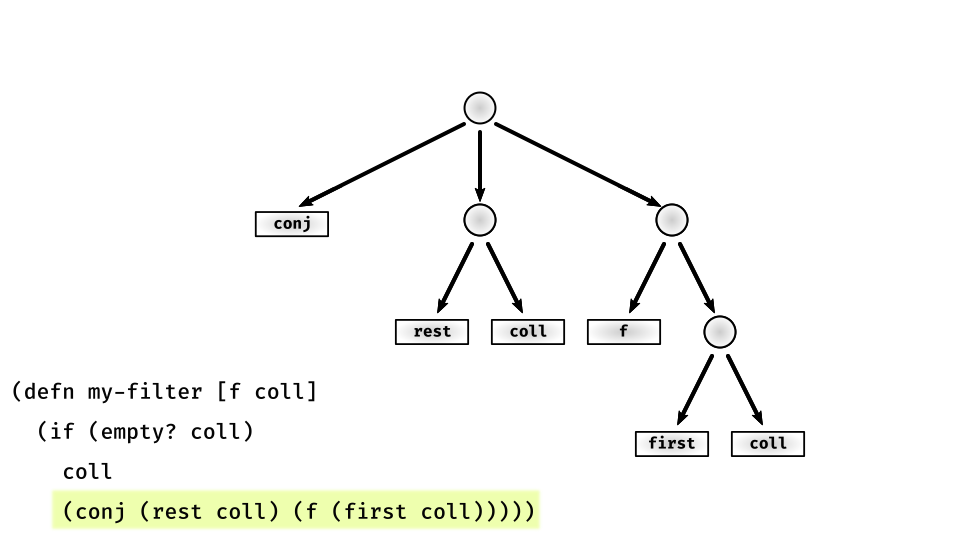 conj
rest
coll
f
first
coll
(defn my-filter [f coll]
(if (empty? coll)
coll
(conj (rest coll) (f (first coll)))))